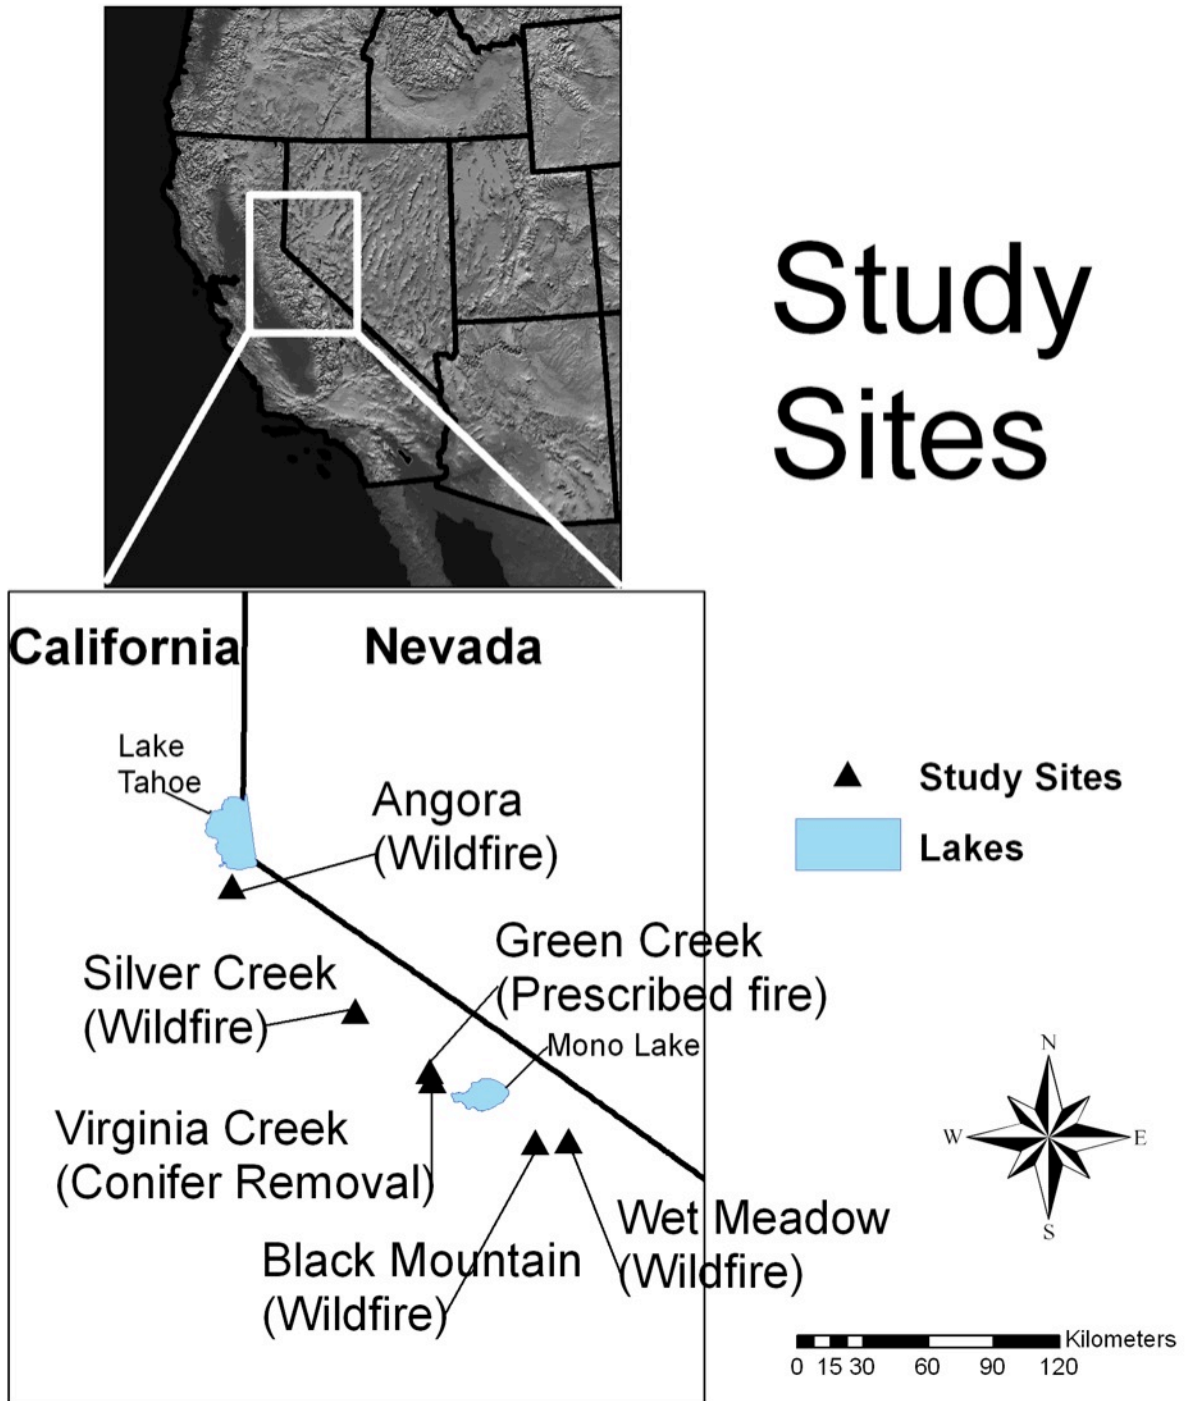 Study
Sites
California
Nevada
Lake
Tahoe
Angora
(Wildfire)
Green Creek
(Prescribed fire)
Silver Creek
(Wildfire)
Mono Lake
Virginia Creek
(Conifer Removal)
Wet Meadow
(Wildfire)
Black Mountain
(Wildfire)
Study Sites
Lakes
N
W E
S
Kilometers
0 15 30 60 90 120